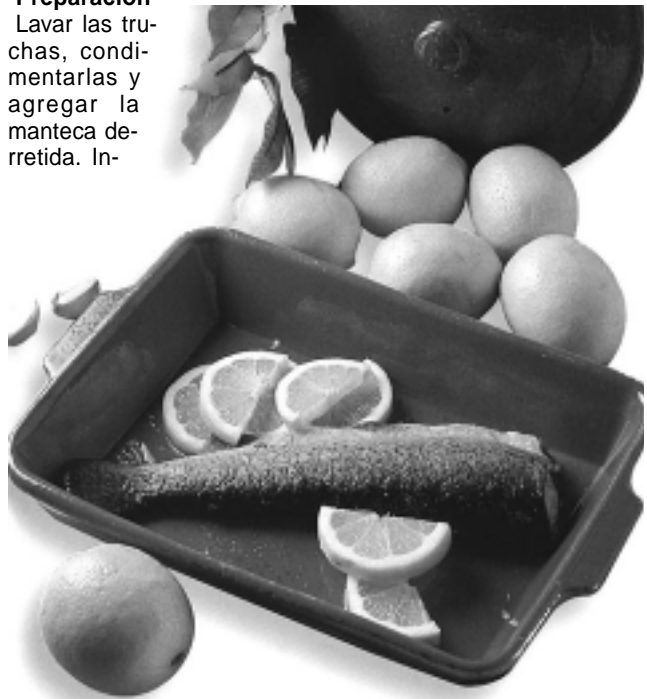 Preparación
Lavar las tru-
chas, condi-
mentarlas y
agregar la
manteca de-
rretida. In-